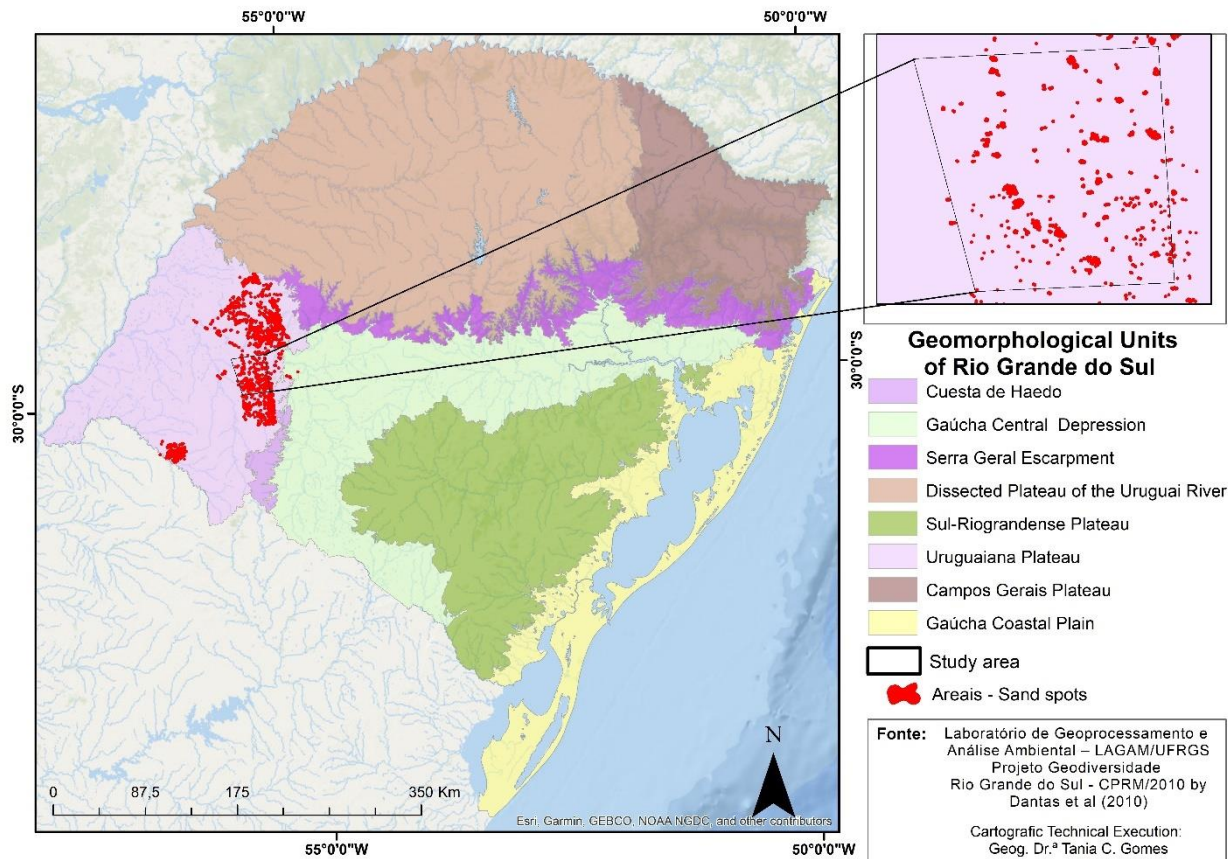 55°0'0"W
50°0'0"W
30°0'0"S
30°0'0"S
0
87,5
175
350 Km
N
Esri, Garmin, GEBCO, NOAA NGDC, and other contributors
55°0'0"W
50°0'0"W
Geomorphological Units
of Rio Grande do Sul
Cuesta de Haedo
Gaúcha Central Depression
Serra Geral Escarpment
Dissected Plateau of the Uruguai River
Sul-Riograndense Plateau
Uruguaiana Plateau
Campos Gerais Plateau
Gaúcha Coastal Plain
Study area
Areais - Sand spots
Fonte: Laboratório de Geoprocessamento e
Análise Ambiental – LAGAM/UFRGS
Projeto Geodiversidade
Rio Grande do Sul - CPRM/2010 by
Dantas et al (2010)
Cartografic Technical Execution:
Geog. Dr.ª Tania C. Gomes